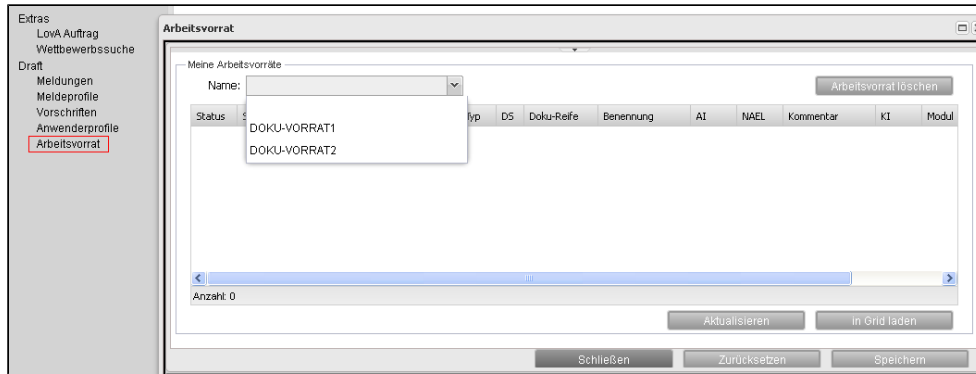 Extras
LovA Auftrag
Wettbewerbssuche
Draft
Meldungen
Meldeprofile
Vorschriften
Anwenderprofile
Arbeitsvorrat
Arbeitsvorrat
Meine Arbeitsvorräte
Name:
Arbeitsvorrat löschen
Status DS Doku-Reife Benennung AI NAEL Kommentar KI Modul
DOKU-VORRAT1
DOKU-VORRAT2
Anzahl: 0
Aktualisieren in Grid laden
Schließen Zurücksetzen Speichern